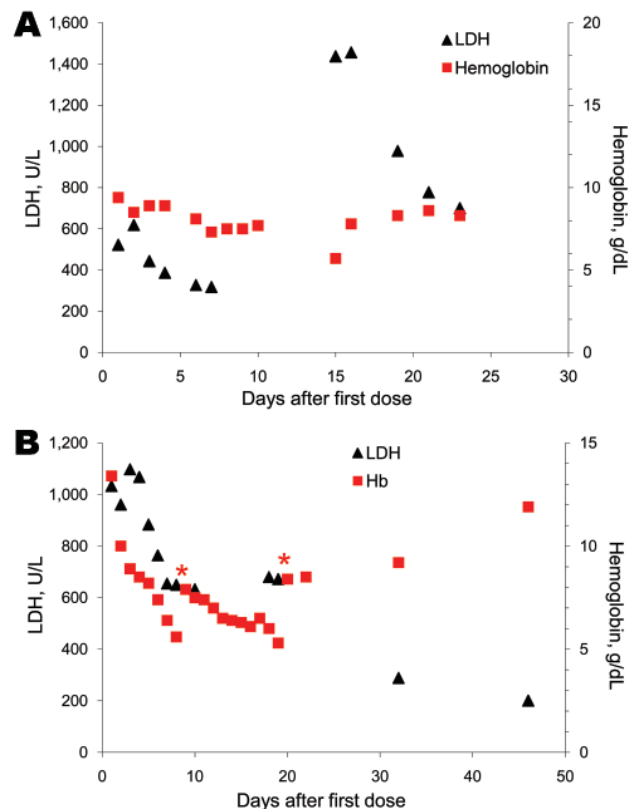 A
LDH
Hemoglobin
1,600
1,400
1,200
1,000
800
600
400
200
0
LDH, U/L
20
15
10
5
0
Hemoglobin, g/dL
0 5 10 15 20 25 30
Days after first dose
B
LDH
Hb
1,200
1,000
800
600
400
200
0
LDH, U/L
* *
15
10
5
0
Hemoglobin, g/dL
0 10 20 30 40 50
Days after first dose